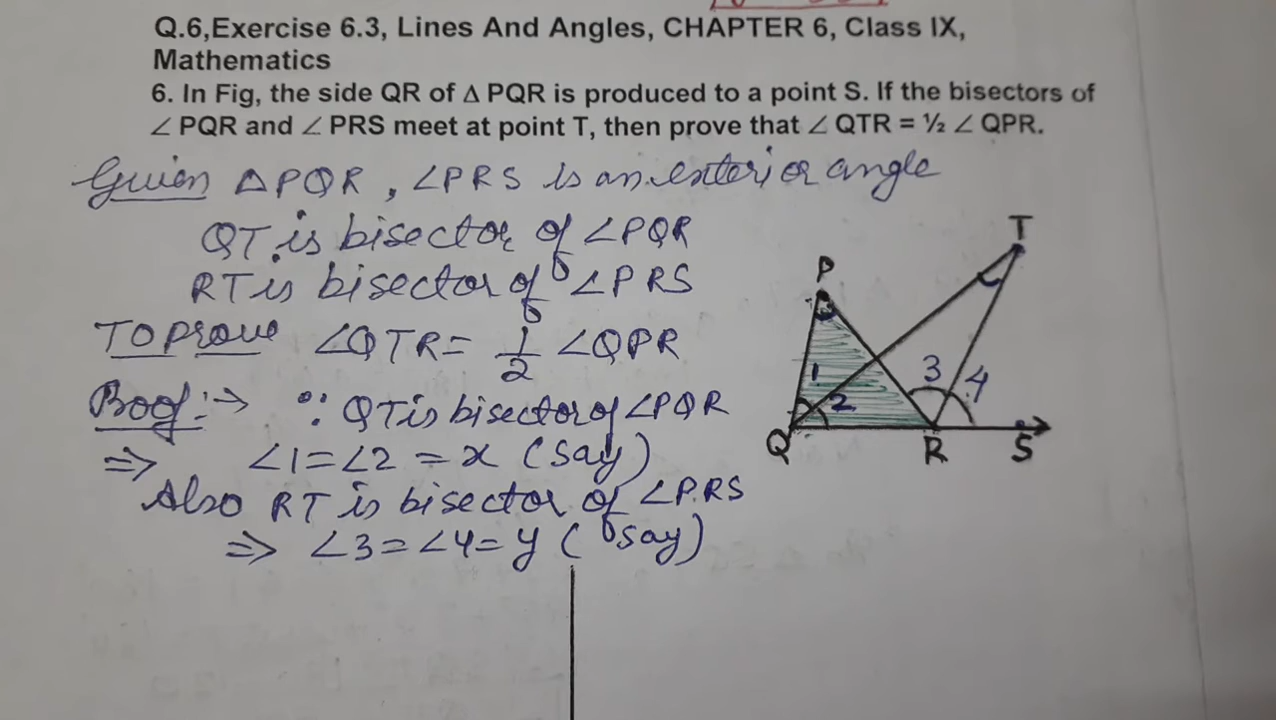 Q.6,Exercise 6.3, Lines And Angles, CHAPTER 6, Class IX,
Mathematics
6. In Fig, the side QR of Δ PQR is produced to a point S. If the bisectors of
∠ PQR and ∠ PRS meet at point T, then prove that ∠ QTR = ½ ∠ QPR.
Given ΔPQR, ∠PRS is an exterior angle
QT is bisector of ∠PQR
RT is bisector of ∠PRS
TO prove ∠QTR = 1/2 ∠QPR
Proof :→ ∵ QT is bisector of ∠PQR
⇒ ∠1=∠2 = x (say)
Also RT is bisector of ∠PRS
⇒ ∠3=∠4=y (say)
T
P
1
2
3
4
Q
R
S